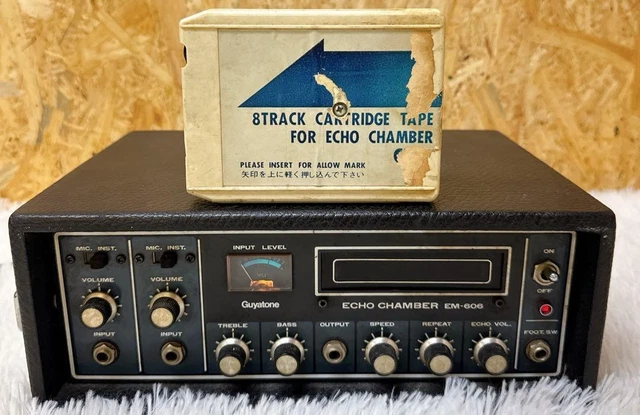 8TRACK CARTRIDGE TAPE
FOR ECHO CHAMBER
PLEASE INSERT FOR ALLOW MARK
矢印を上に軽く押し込んで下さい
MIC. INST.
MIC. INST.
VOLUME
VOLUME
INPUT
INPUT
INPUT LEVEL
Guyatone
ECHO CHAMBER EM-606
TREBLE
BASS
OUTPUT
SPEED
REPEAT
ECHO VOL.
ON
OFF
FOOT. SW